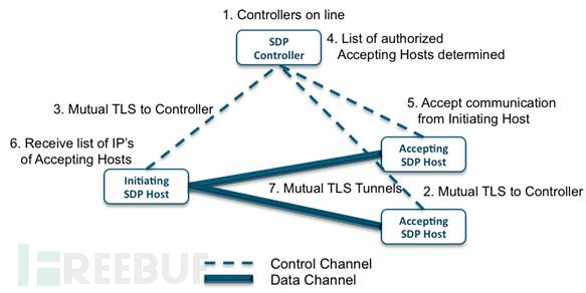 1. Controllers on line
SDP
Controller
4. List of authorized
Accepting Hosts determined
3. Mutual TLS to Controller
5. Accept communication
from Initiating Host
6. Receive list of IP's
of Accepting Hosts
Accepting
SDP Host
Initiating
SDP Host
7. Mutual TLS Tunnels
2. Mutual TLS to Controller
Accepting
SDP Host
Control Channel
Data Channel
FREEBUF